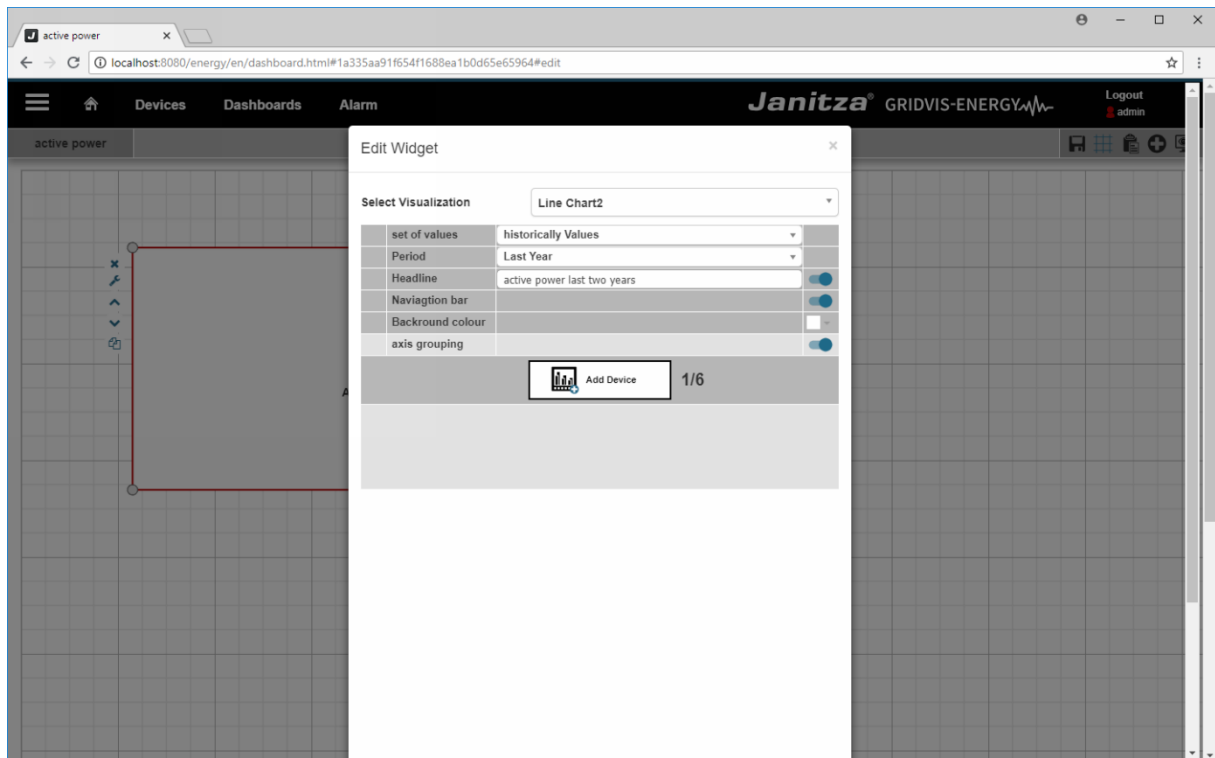 active power
localhost:8080/energy/en/dashboard.html#1a335aa91f654f1688ea1b0d65e65964#edit
Devices Dashboards Alarm Janitza® GRIDVIS-ENERGY Logout
admin
active power
Edit Widget ×
Select Visualization Line Chart2
set of values historically Values
Period Last Year
Headline active power last two years
Naviagtion bar
Backround colour
axis grouping
Add Device 1/6
A